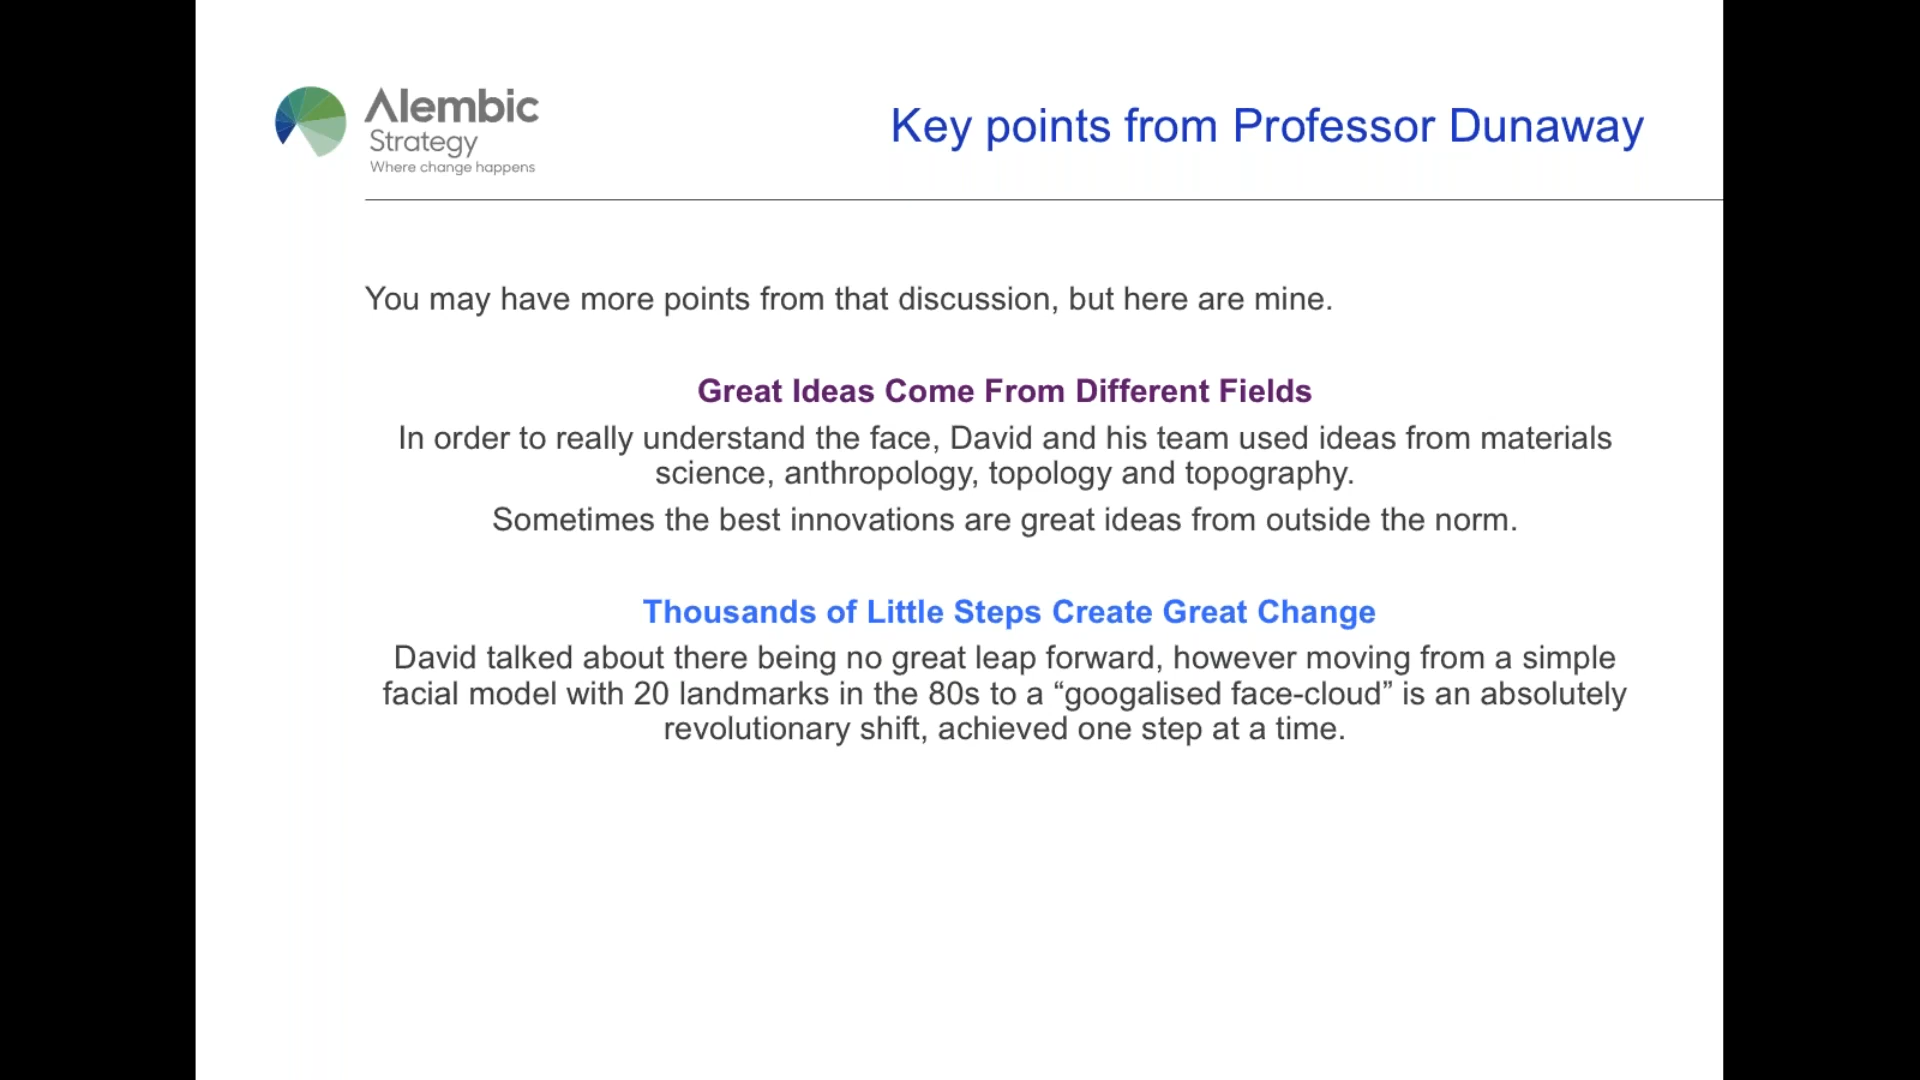 Alembic
Strategy
Where change happens
Key points from Professor Dunaway
You may have more points from that discussion, but here are mine.
Great Ideas Come From Different Fields
In order to really understand the face, David and his team used ideas from materials
science, anthropology, topology and topography.
Sometimes the best innovations are great ideas from outside the norm.
Thousands of Little Steps Create Great Change
David talked about there being no great leap forward, however moving from a simple
facial model with 20 landmarks in the 80s to a “googalised face-cloud” is an absolutely
revolutionary shift, achieved one step at a time.